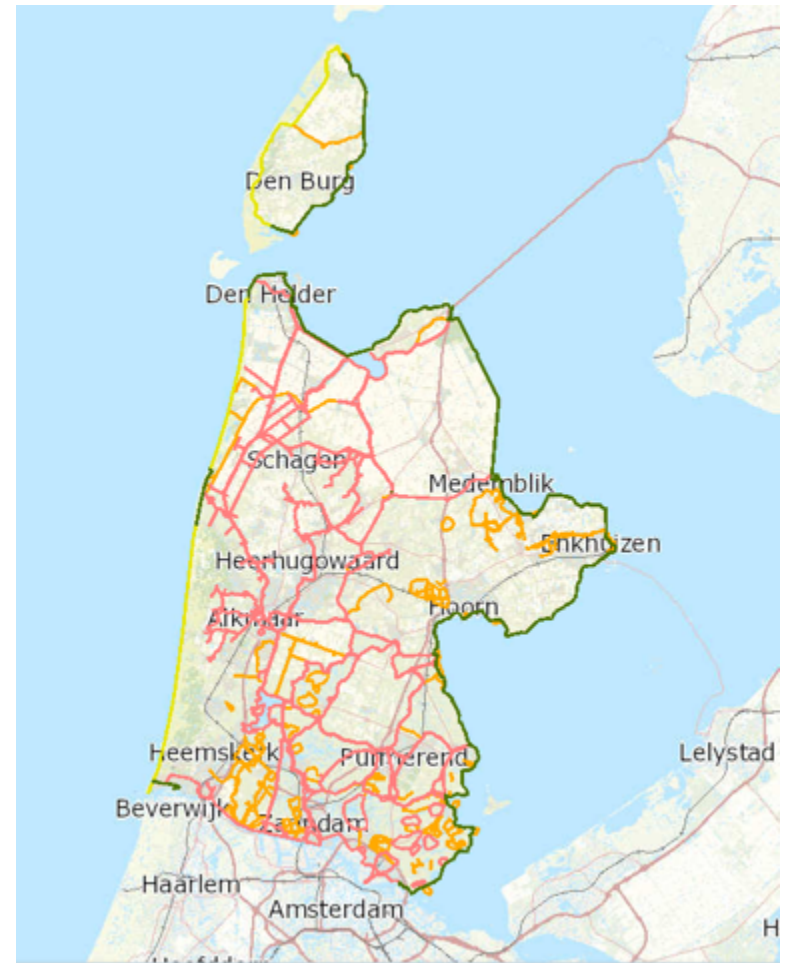 Den Burg
Den Helder
Schagen
Medemblik
Enkhuizen
Heerhugowaard
Hoorn
Alkmaar
Heemskerk
Purmerend
Lelystad
Beverwijk
Zaandam
Haarlem
Amsterdam
H